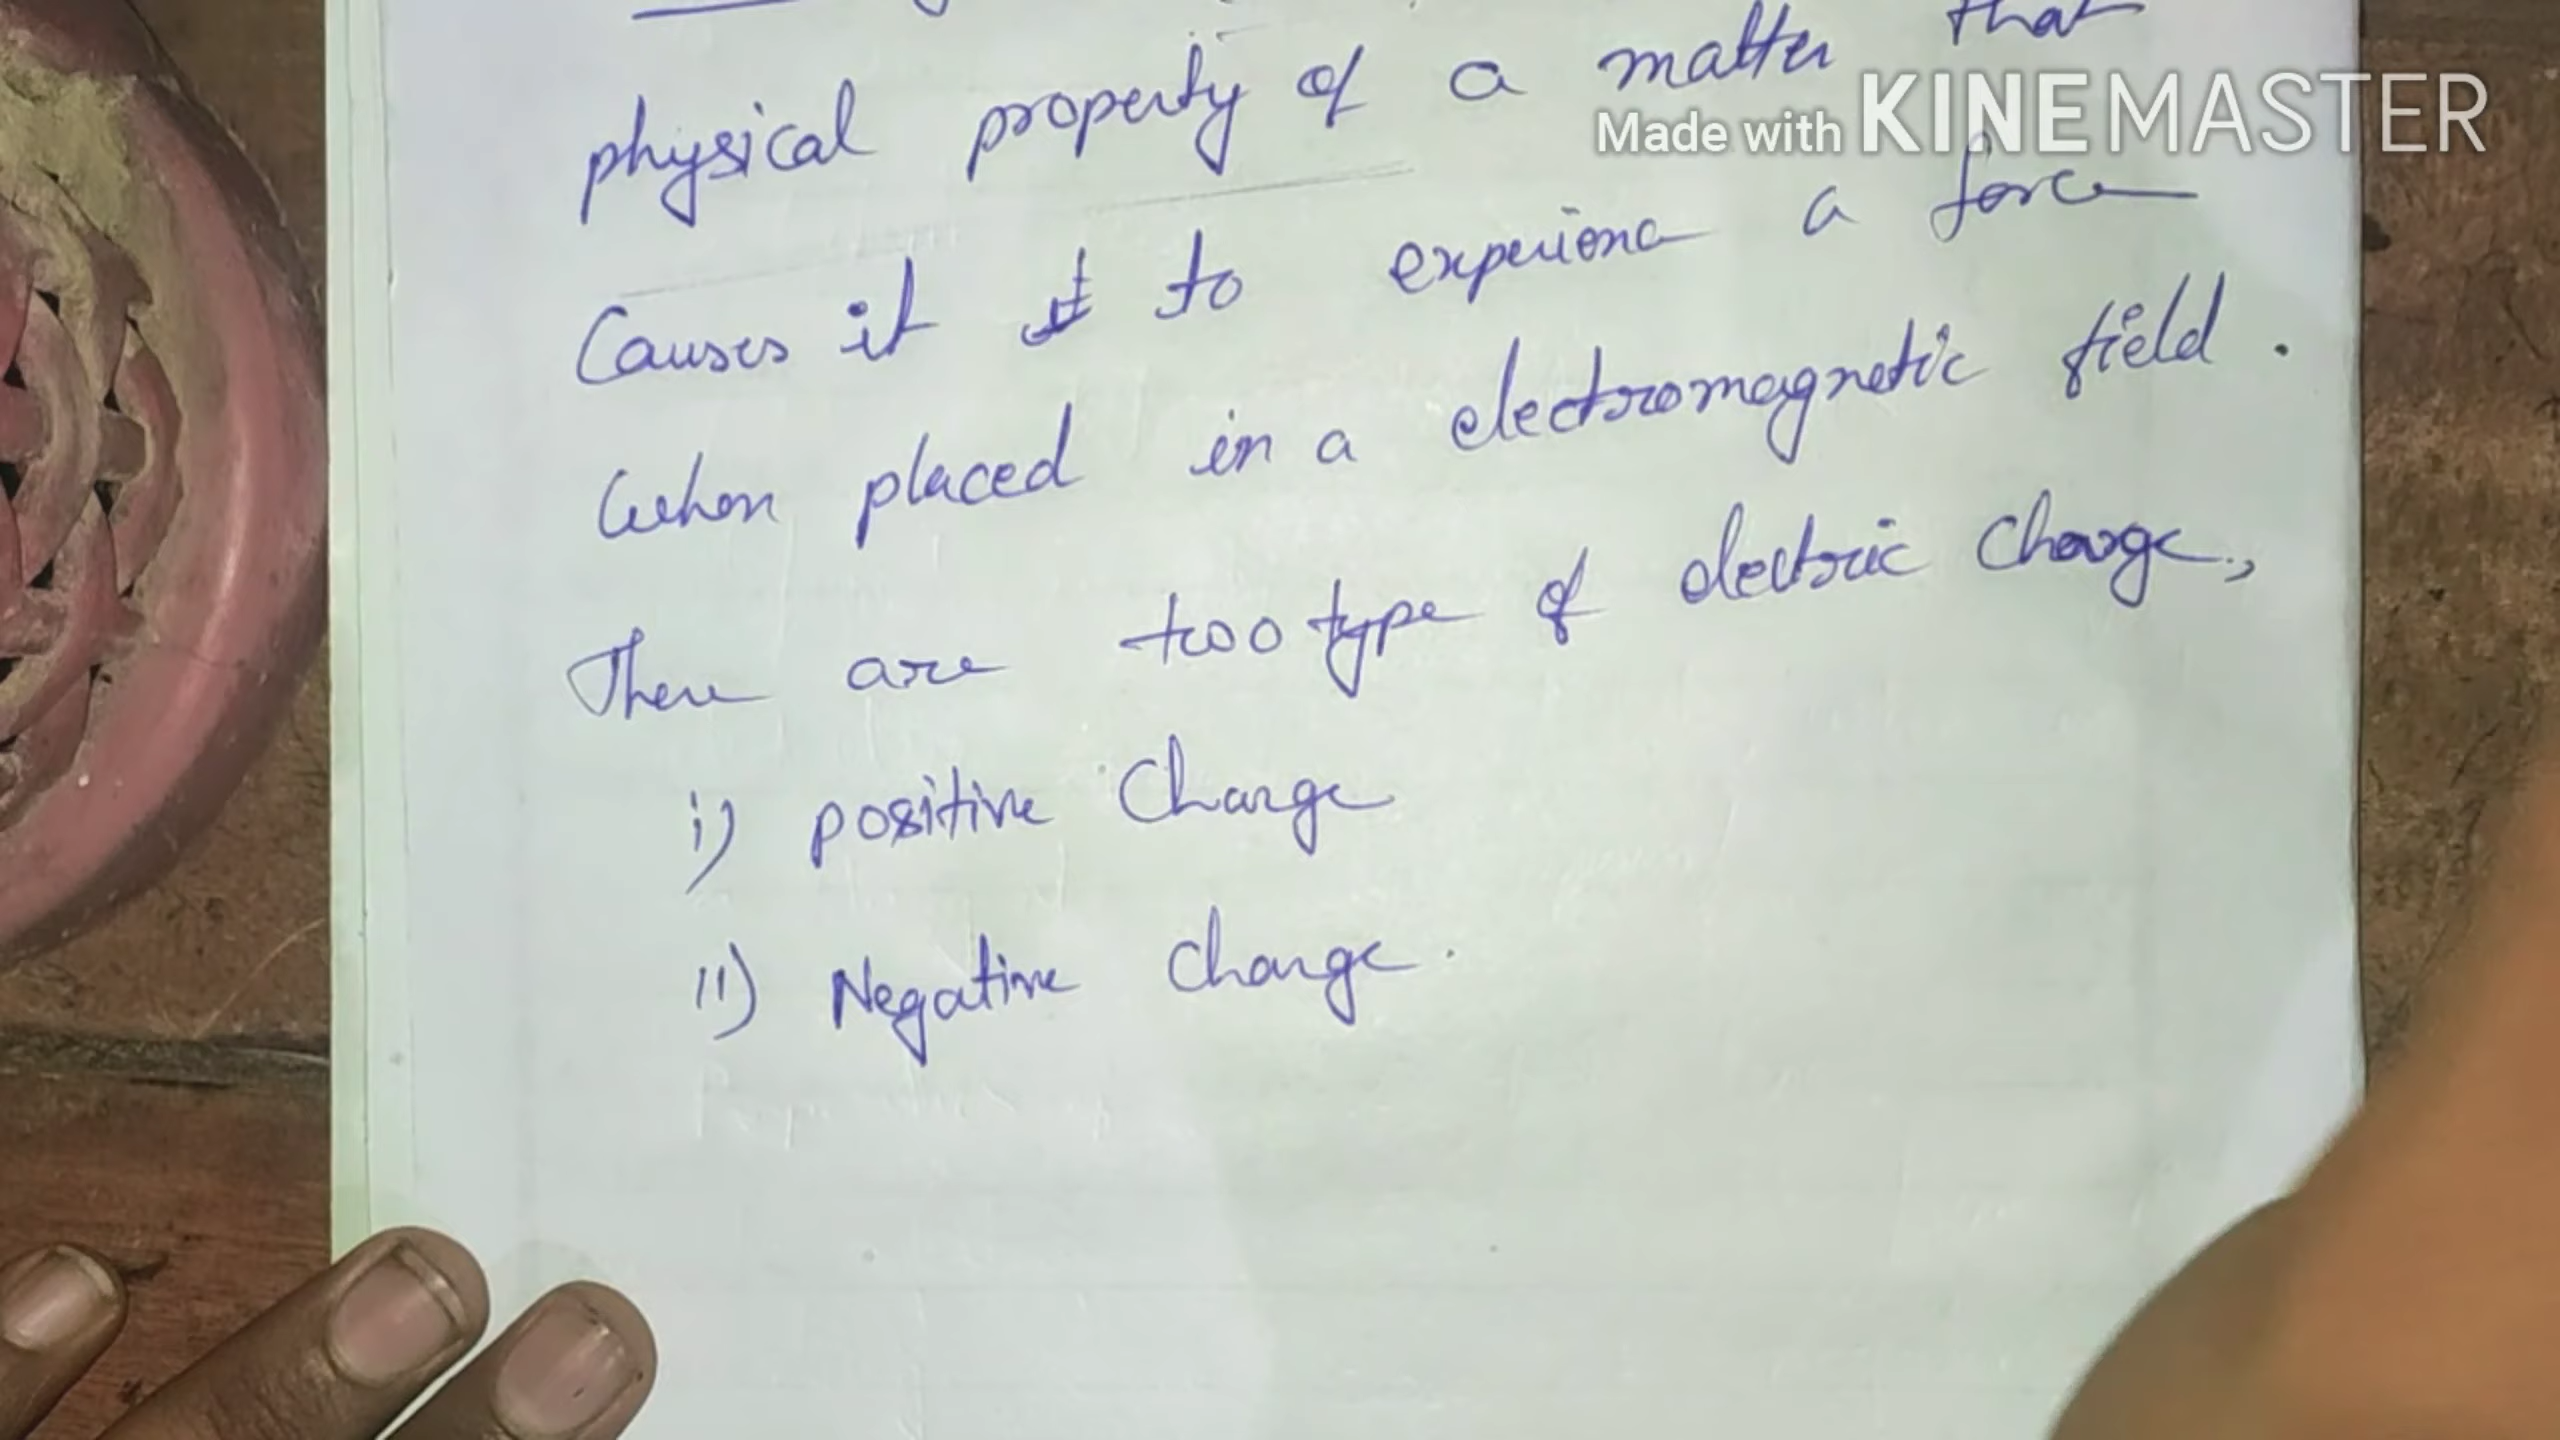 physical property of a matter that
Made with KINEMASTER
Causes it to experienc a force
when placed in a electromagnetic field.
There are two type of electric charge,
i) positive Charge
ii) Negative charge.